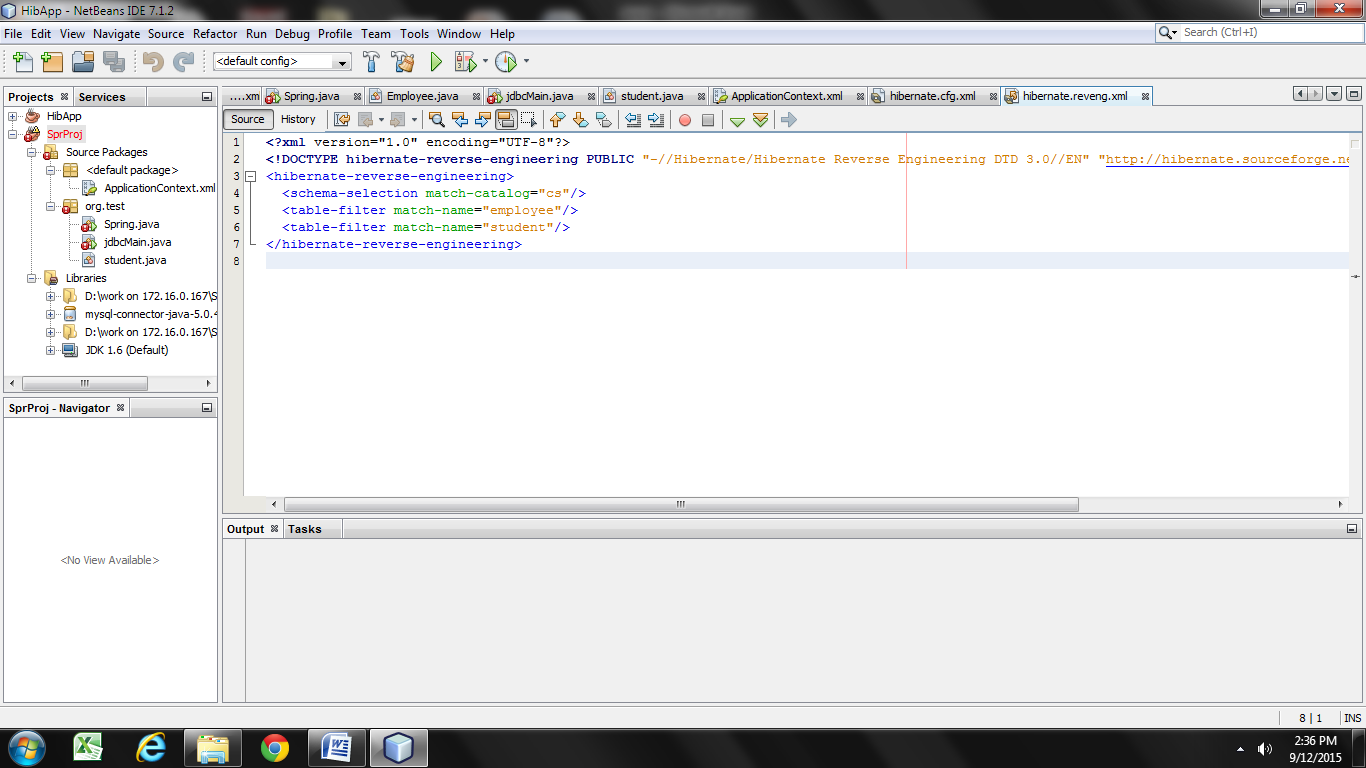 HibApp - NetBeans IDE 7.1.2
File Edit View Navigate Source Refactor Run Debug Profile Team Tools Window Help
Search (Ctrl+I)
<default config>
Projects Services
HibApp
SprProj
Source Packages
<default package>
ApplicationContext.xml
org.test
Spring.java
jdbcMain.java
student.java
Libraries
D:\work on 172.16.0.167\S
mysql-connector-java-5.0.4
D:\work on 172.16.0.167\S
JDK 1.6 (Default)
SprProj - Navigator
<No View Available>
....xm Spring.java Employee.java jdbcMain.java student.java ApplicationContext.xml hibernate.cfg.xml hibernate.reveng.xml
Source History
1 <?xml version="1.0" encoding="UTF-8"?>
2 <!DOCTYPE hibernate-reverse-engineering PUBLIC "-//Hibernate/Hibernate Reverse Engineering DTD 3.0//EN" "http://hibernate.sourceforge.ne
3 <hibernate-reverse-engineering>
4 <schema-selection match-catalog="cs"/>
5 <table-filter match-name="employee"/>
6 <table-filter match-name="student"/>
7 </hibernate-reverse-engineering>
8
Output Tasks
8 | 1 INS
2:36 PM
9/12/2015